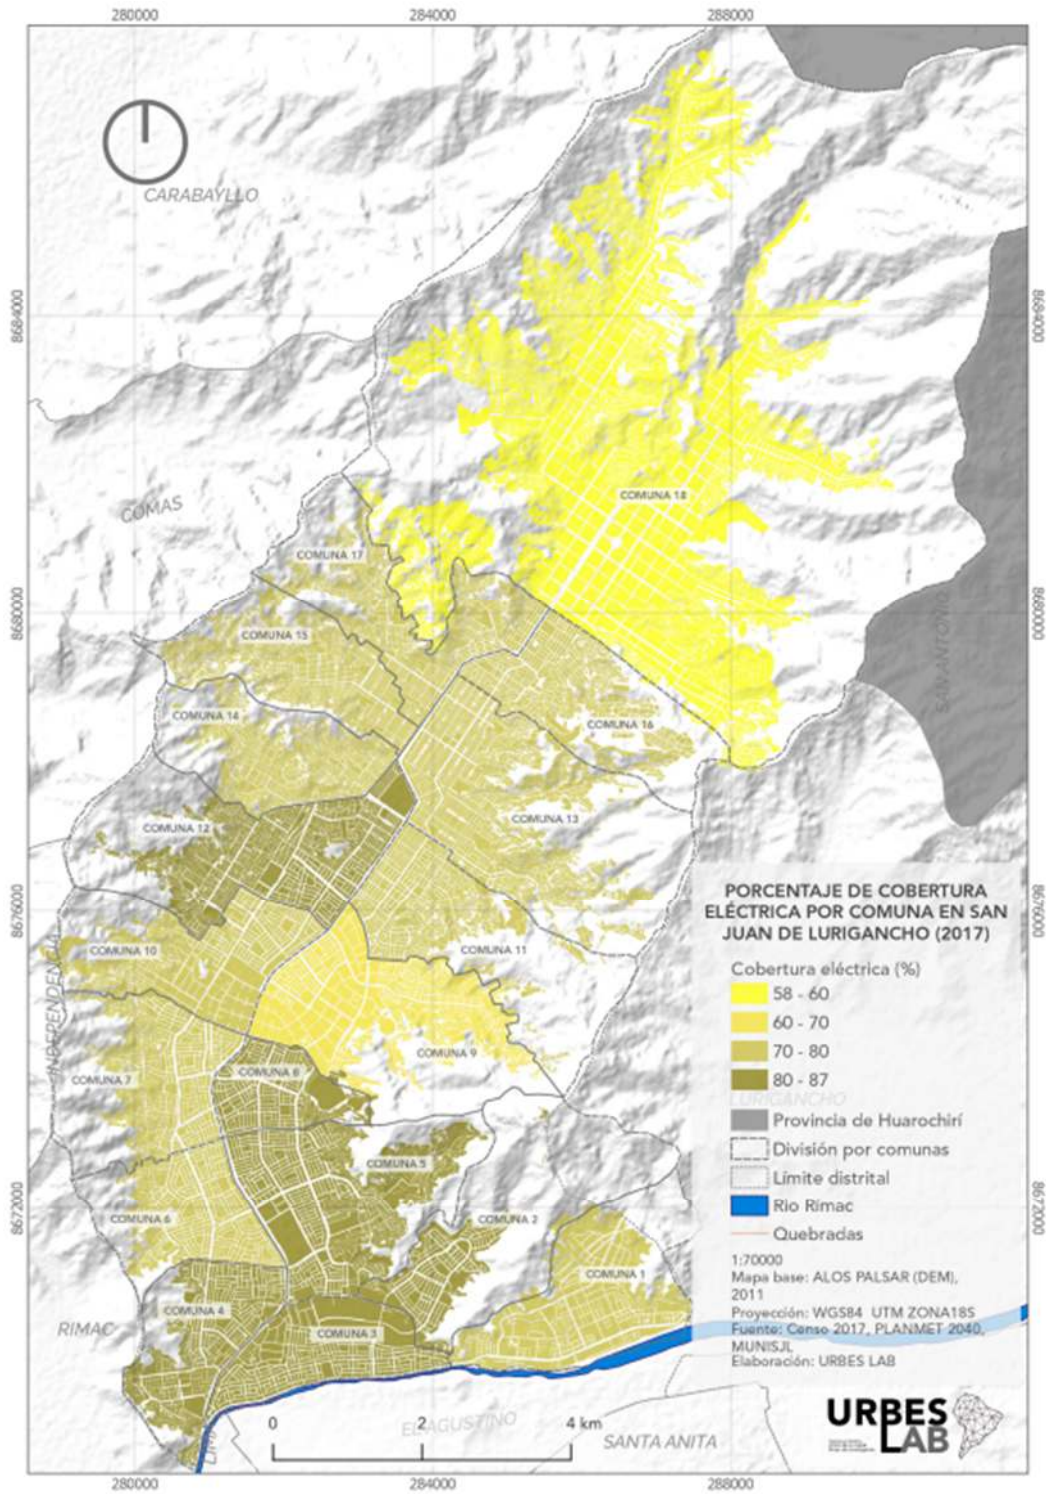 280000
284000
288000
CARABAYLLO
8684000
8684000
COMUNA 18
COMAS
COMUNA 17
8680000
8680000
COMUNA 15
SAN ANTONIO
COMUNA 14
COMUNA 16
COMUNA 12
COMUNA 13
8676000
8676000
COMUNA 10
COMUNA 11
INDEPENDENCIA
COMUNA 9
COMUNA 8
COMUNA 7
COMUNA 5
COMUNA 6
COMUNA 2
8672000
8672000
COMUNA 1
COMUNA 4
COMUNA 3
RIMAC
PORCENTAJE DE COBERTURA
ELÉCTRICA POR COMUNA EN SAN
JUAN DE LURIGANCHO (2017)
Cobertura eléctrica (%)
58 - 60
60 - 70
70 - 80
80 - 87
LURIGANCHO
Provincia de Huarochirí
División por comunas
Límite distrital
Rio Rímac
Quebradas
1:70000
Mapa base: ALOS PALSAR (DEM),
2011
Proyección: WGS84 UTM ZONA18S
Fuente: Censo 2017, PLANMET 2040,
MUNISJL
Elaboración: URBES LAB
URBES
LAB
0 2 4 km
EL AGUSTINO
SANTA ANITA
LIMA
280000
284000
288000